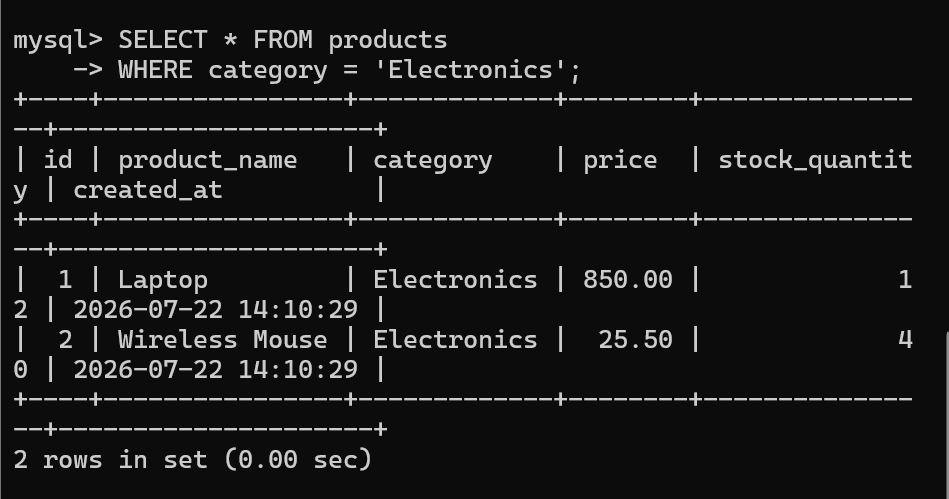 mysql> SELECT * FROM products
    -> WHERE category = 'Electronics';
+----+----------------+-------------+--------+--------------
--+---------------------+
| id | product_name   | category    | price  | stock_quantit
y | created_at          |
+----+----------------+-------------+--------+--------------
--+---------------------+
|  1 | Laptop         | Electronics | 850.00 |             1
2 | 2026-07-22 14:10:29 |
|  2 | Wireless Mouse | Electronics |  25.50 |             4
0 | 2026-07-22 14:10:29 |
+----+----------------+-------------+--------+--------------
--+---------------------+
2 rows in set (0.00 sec)